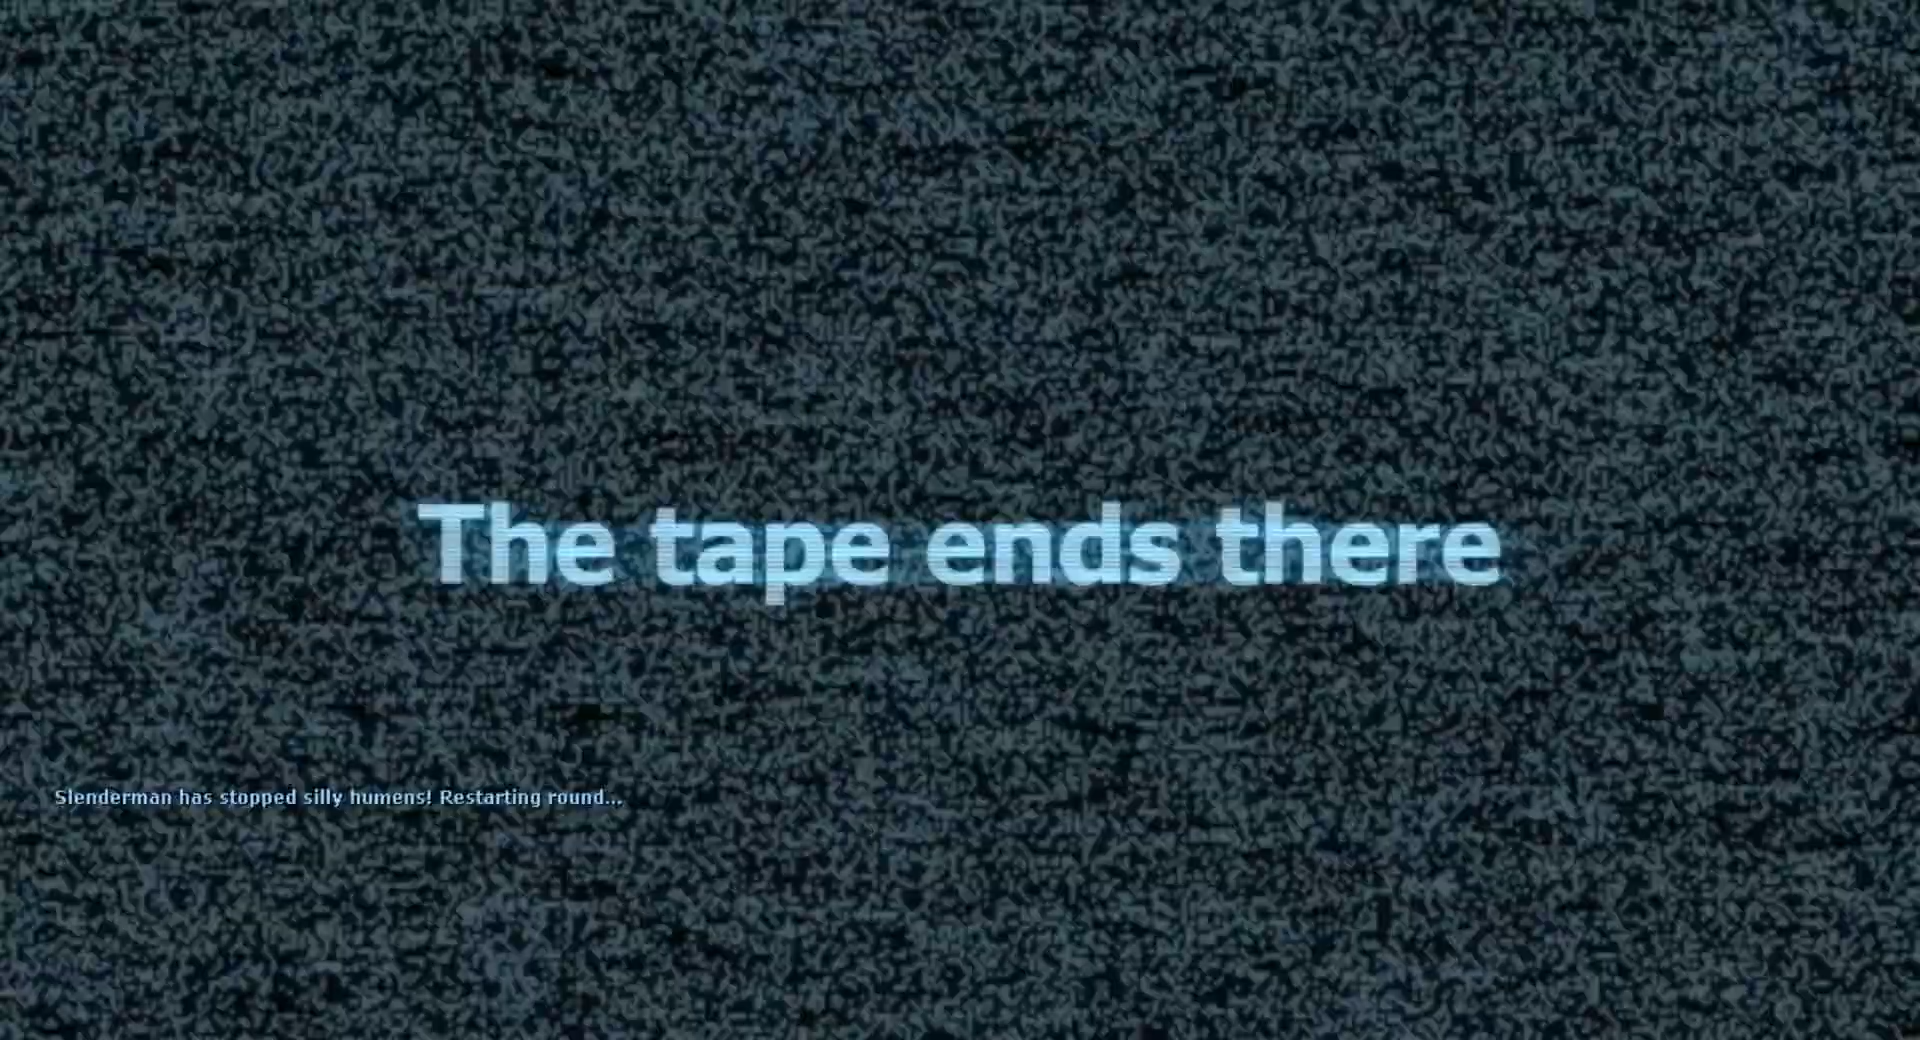 The tape ends there
Slenderman has stopped silly humens! Restarting round...